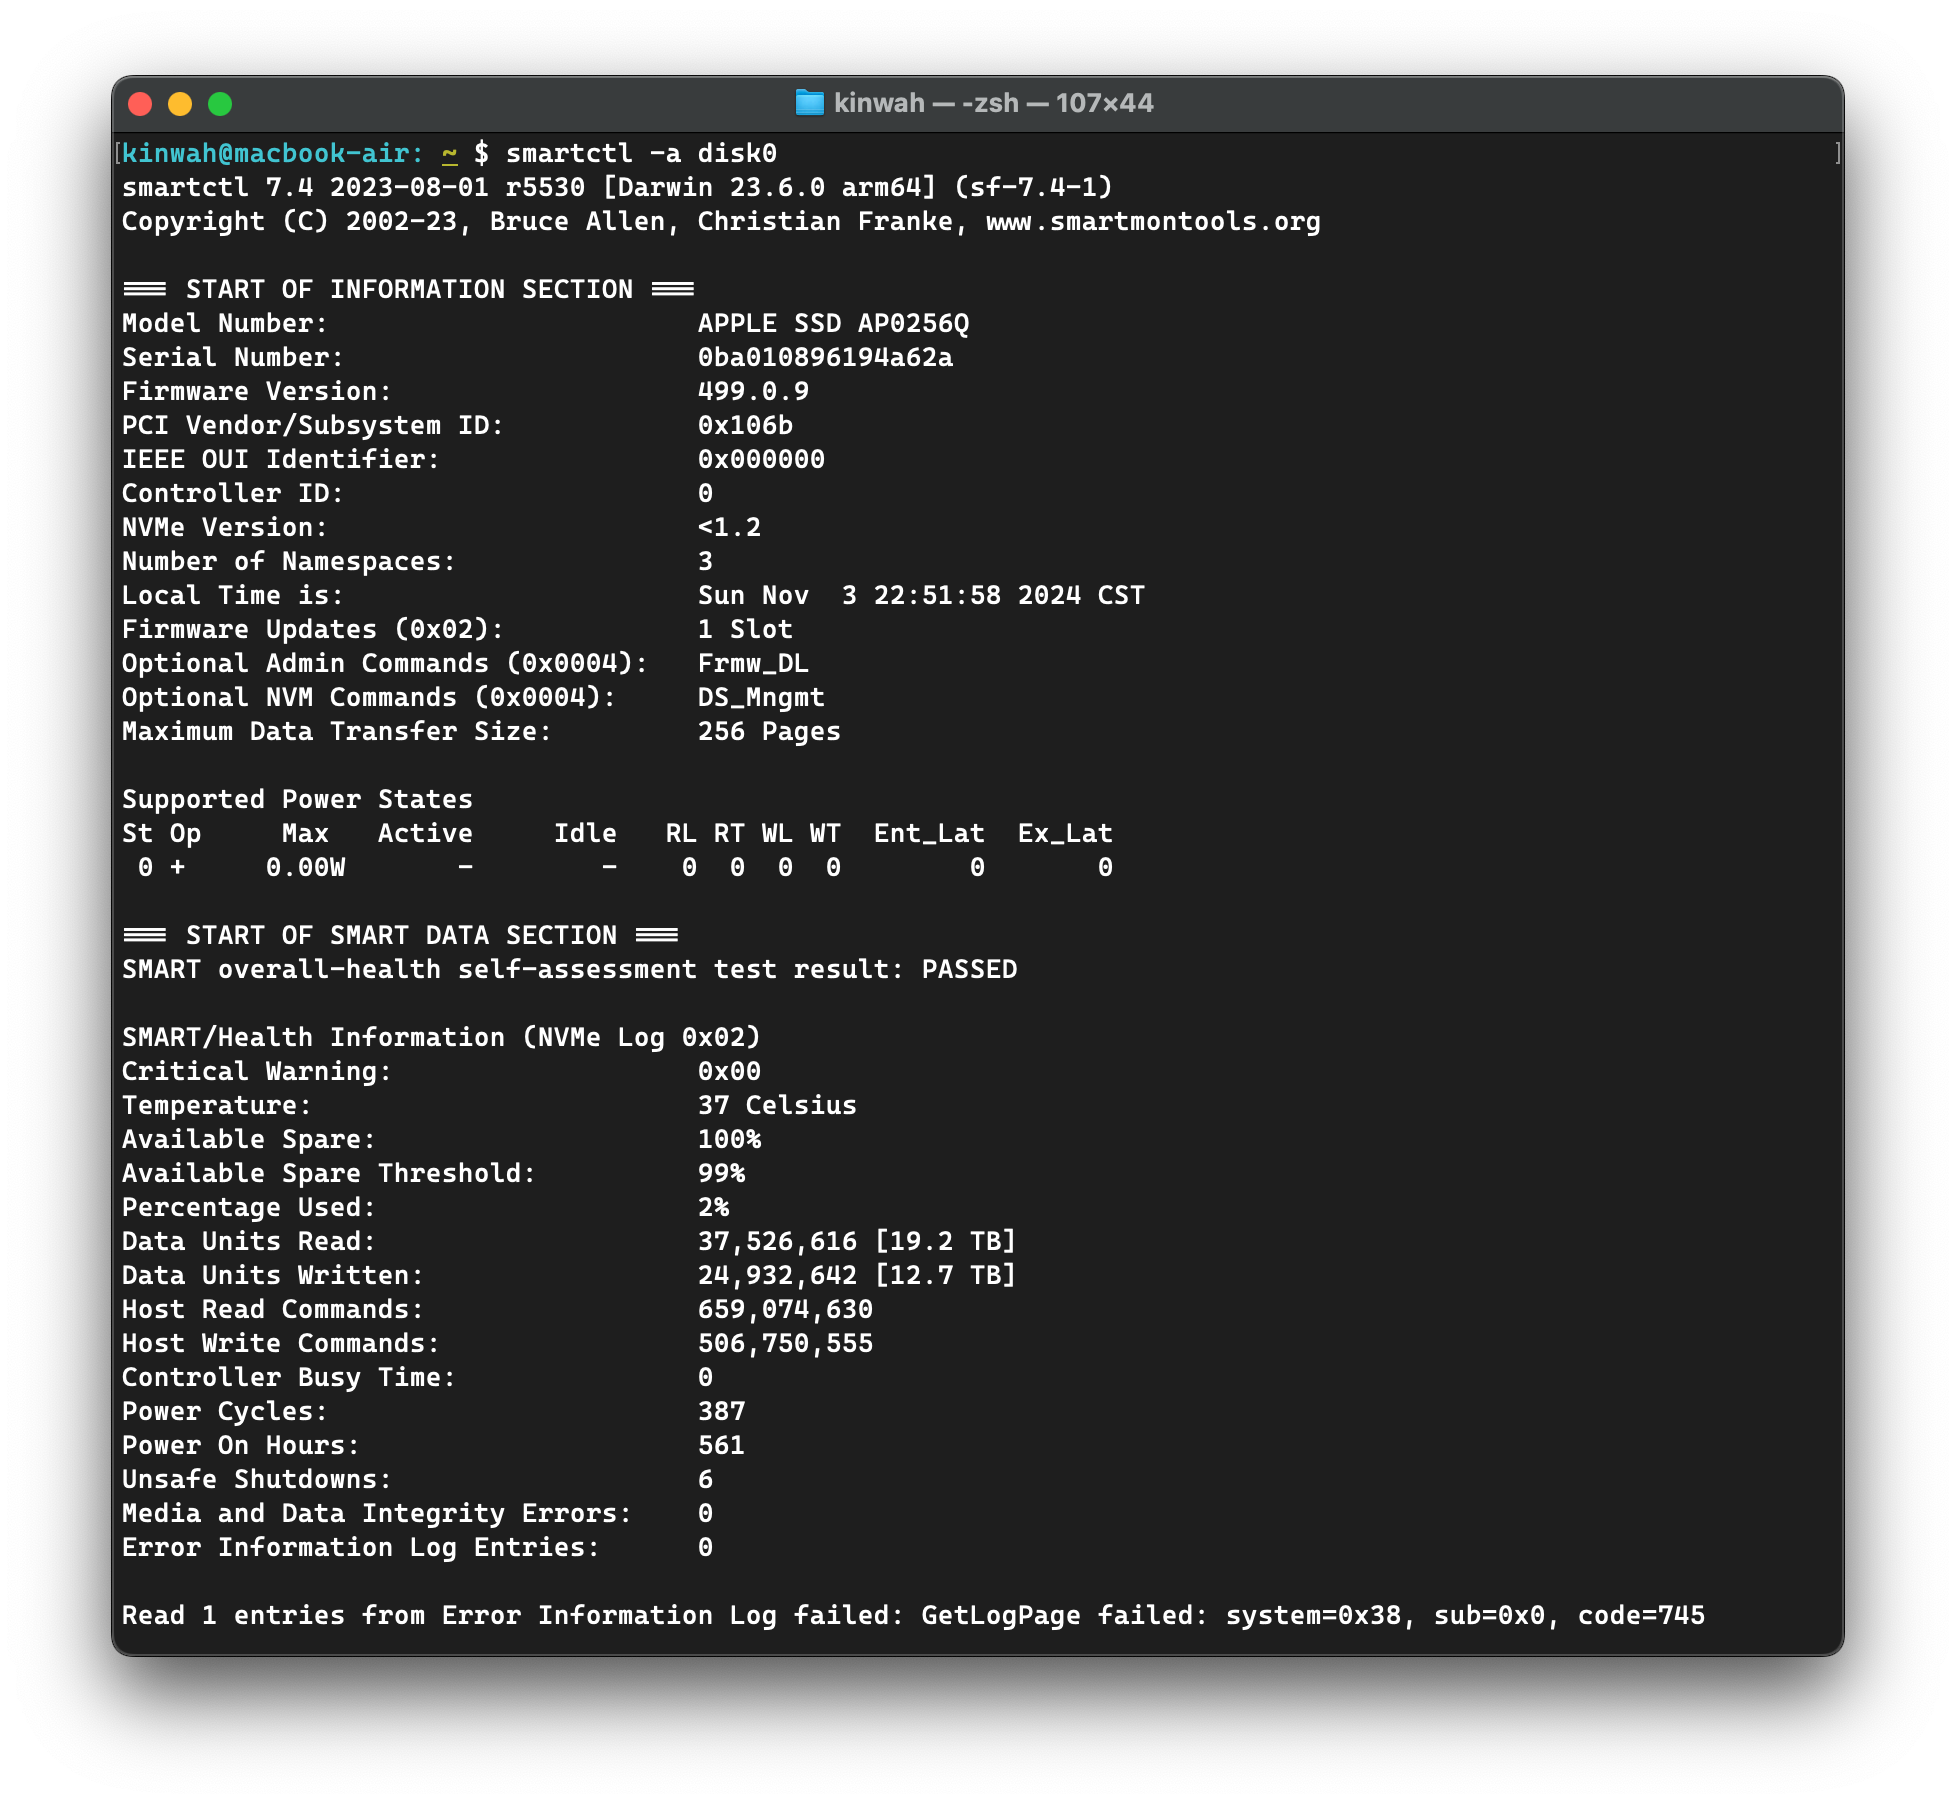 kinwah — -zsh — 107×44
[kinwah@macbook-air: ~ $ smartctl -a disk0 ]
smartctl 7.4 2023-08-01 r5530 [Darwin 23.6.0 arm64] (sf-7.4-1)
Copyright (C) 2002-23, Bruce Allen, Christian Franke, www.smartmontools.org
=== START OF INFORMATION SECTION ===
Model Number: APPLE SSD AP0256Q
Serial Number: 0ba010896194a62a
Firmware Version: 499.0.9
PCI Vendor/Subsystem ID: 0x106b
IEEE OUI Identifier: 0x000000
Controller ID: 0
NVMe Version: <1.2
Number of Namespaces: 3
Local Time is: Sun Nov  3 22:51:58 2024 CST
Firmware Updates (0x02): 1 Slot
Optional Admin Commands (0x0004): Frmw_DL
Optional NVM Commands (0x0004): DS_Mngmt
Maximum Data Transfer Size: 256 Pages
Supported Power States
St Op Max Active Idle RL RT WL WT Ent_Lat Ex_Lat
0 + 0.00W - - 0 0 0 0 0 0
=== START OF SMART DATA SECTION ===
SMART overall-health self-assessment test result: PASSED
SMART/Health Information (NVMe Log 0x02)
Critical Warning: 0x00
Temperature: 37 Celsius
Available Spare: 100%
Available Spare Threshold: 99%
Percentage Used: 2%
Data Units Read: 37,526,616 [19.2 TB]
Data Units Written: 24,932,642 [12.7 TB]
Host Read Commands: 659,074,630
Host Write Commands: 506,750,555
Controller Busy Time: 0
Power Cycles: 387
Power On Hours: 561
Unsafe Shutdowns: 6
Media and Data Integrity Errors: 0
Error Information Log Entries: 0
Read 1 entries from Error Information Log failed: GetLogPage failed: system=0x38, sub=0x0, code=745